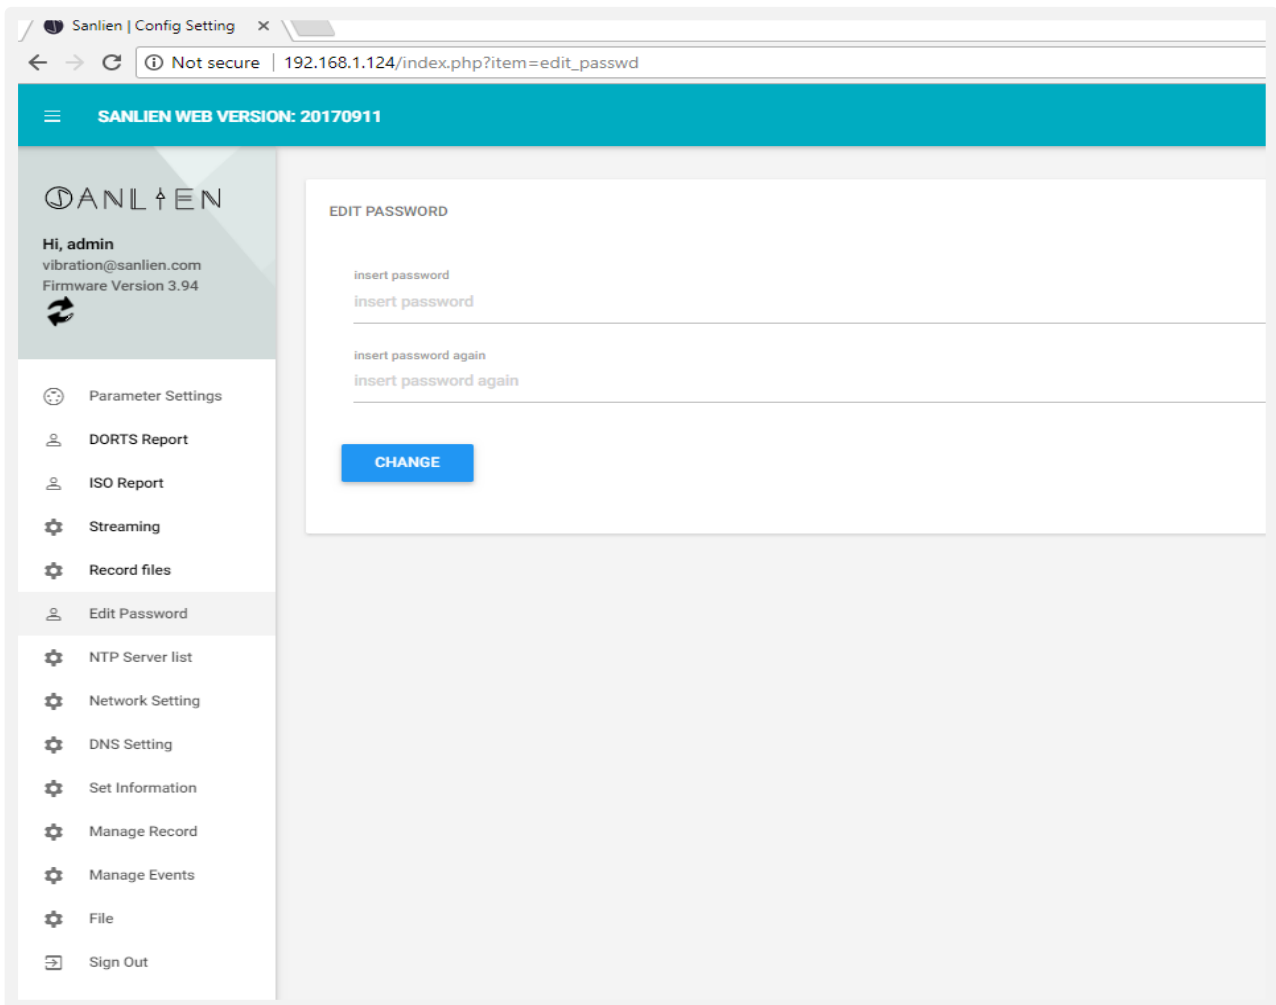 Sanlien | Config Setting
Not secure | 192.168.1.124/index.php?item=edit_passwd
SANLIEN WEB VERSION: 20170911
SANLIEN
Hi, admin
vibration@sanlien.com
Firmware Version 3.94
EDIT PASSWORD
insert password
insert password
insert password again
insert password again
CHANGE
Parameter Settings
DORTS Report
ISO Report
Streaming
Record files
Edit Password
NTP Server list
Network Setting
DNS Setting
Set Information
Manage Record
Manage Events
File
Sign Out